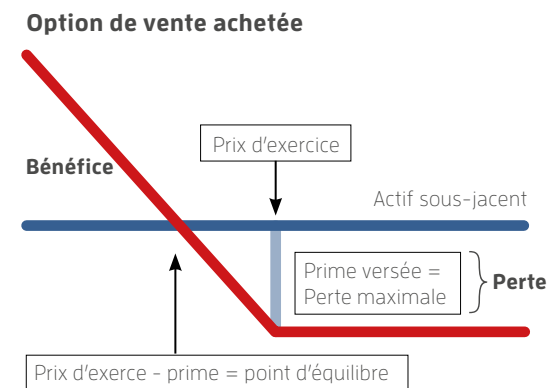 Option de vente achetée
Prix d'exercice
Bénéfice
Actif sous-jacent
Prime versée =
Perte maximale
Perte
Prix d'exerce - prime = point d'équilibre